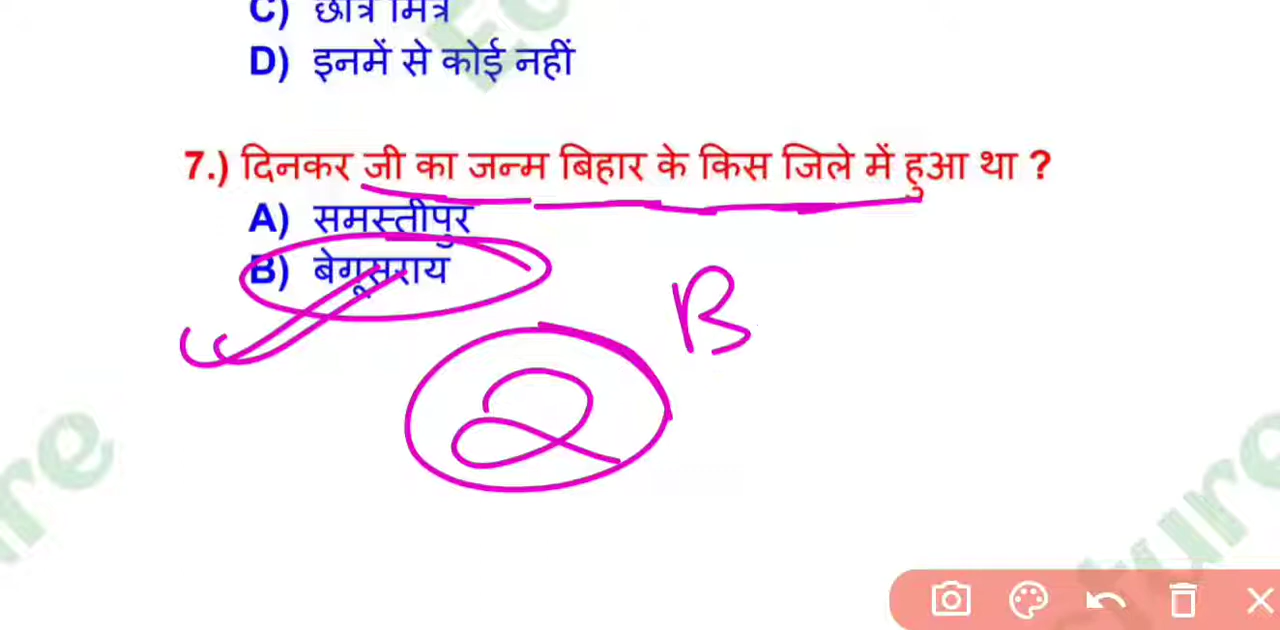 C) छात्र मित्र
D) इनमें से कोई नहीं
7.) दिनकर जी का जन्म बिहार के किस जिले में हुआ था ?
A) समस्तीपुर
B) बेगूसराय
B
2